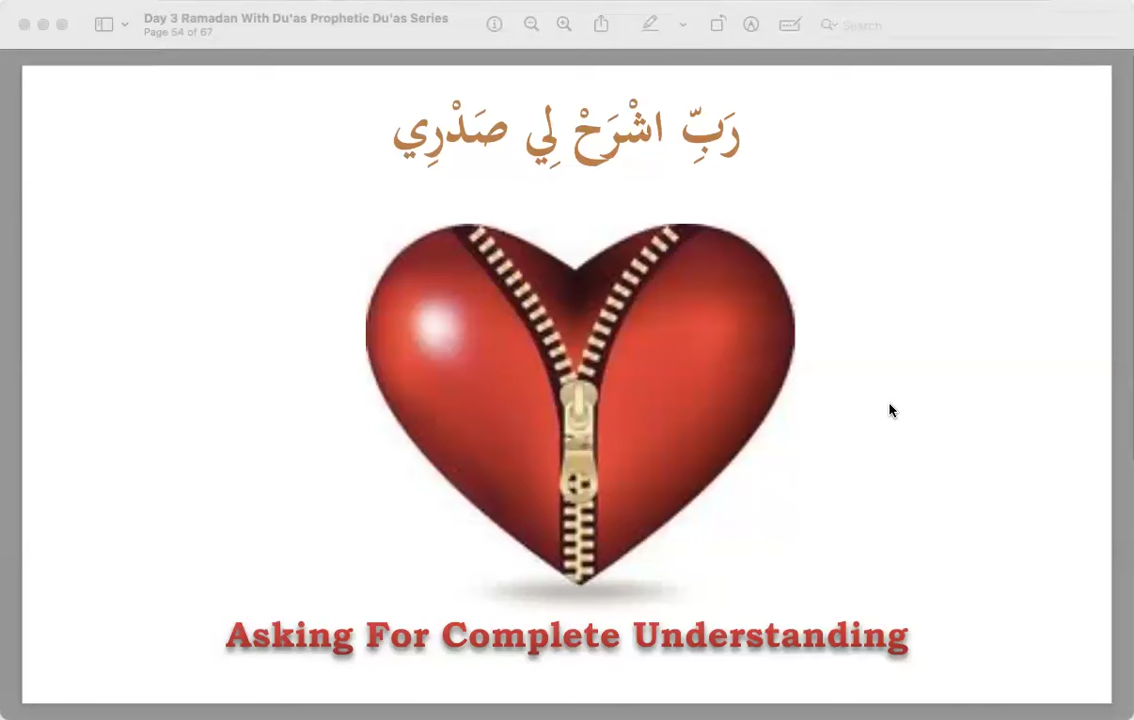 Day 3 Ramadan With Du'as Prophetic Du'as Series
Page 54 of 67
Search
رَبِّ اشْرَحْ لِي صَدْرِي
Asking For Complete Understanding